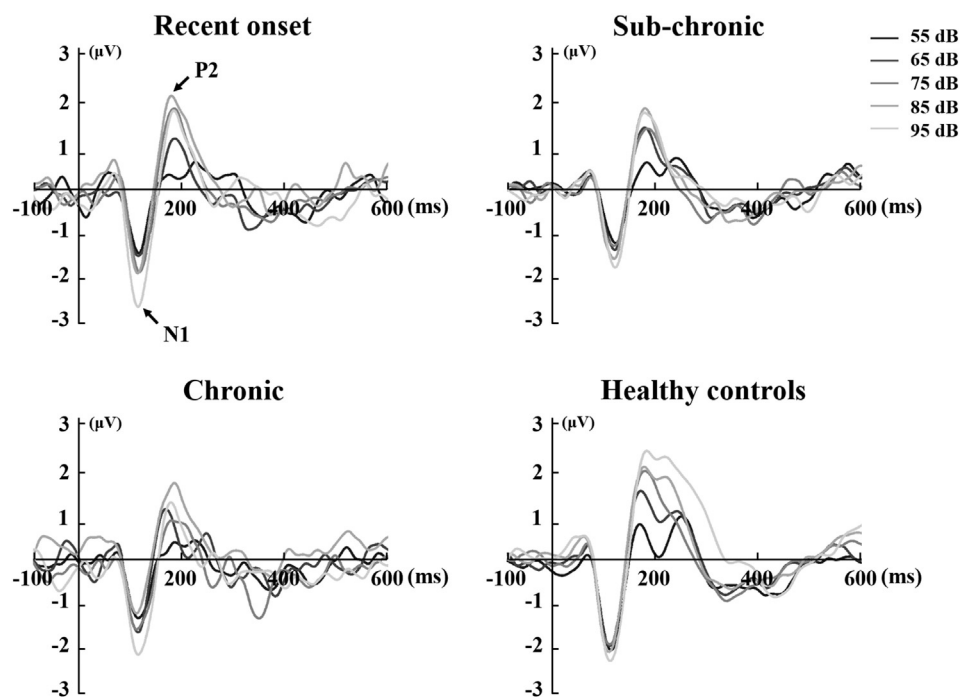 Recent onset
3 (μV)
P2
2
1
-100 200 400 600 (ms)
-1
-2
-3
N1
Sub-chronic
3 (μV)
2
1
-100 200 400 600 (ms)
-1
-2
-3
55 dB
65 dB
75 dB
85 dB
95 dB
Chronic
3 (μV)
2
1
-100 200 400 600 (ms)
-1
-2
-3
Healthy controls
3 (μV)
2
1
-100 200 400 600 (ms)
-1
-2
-3